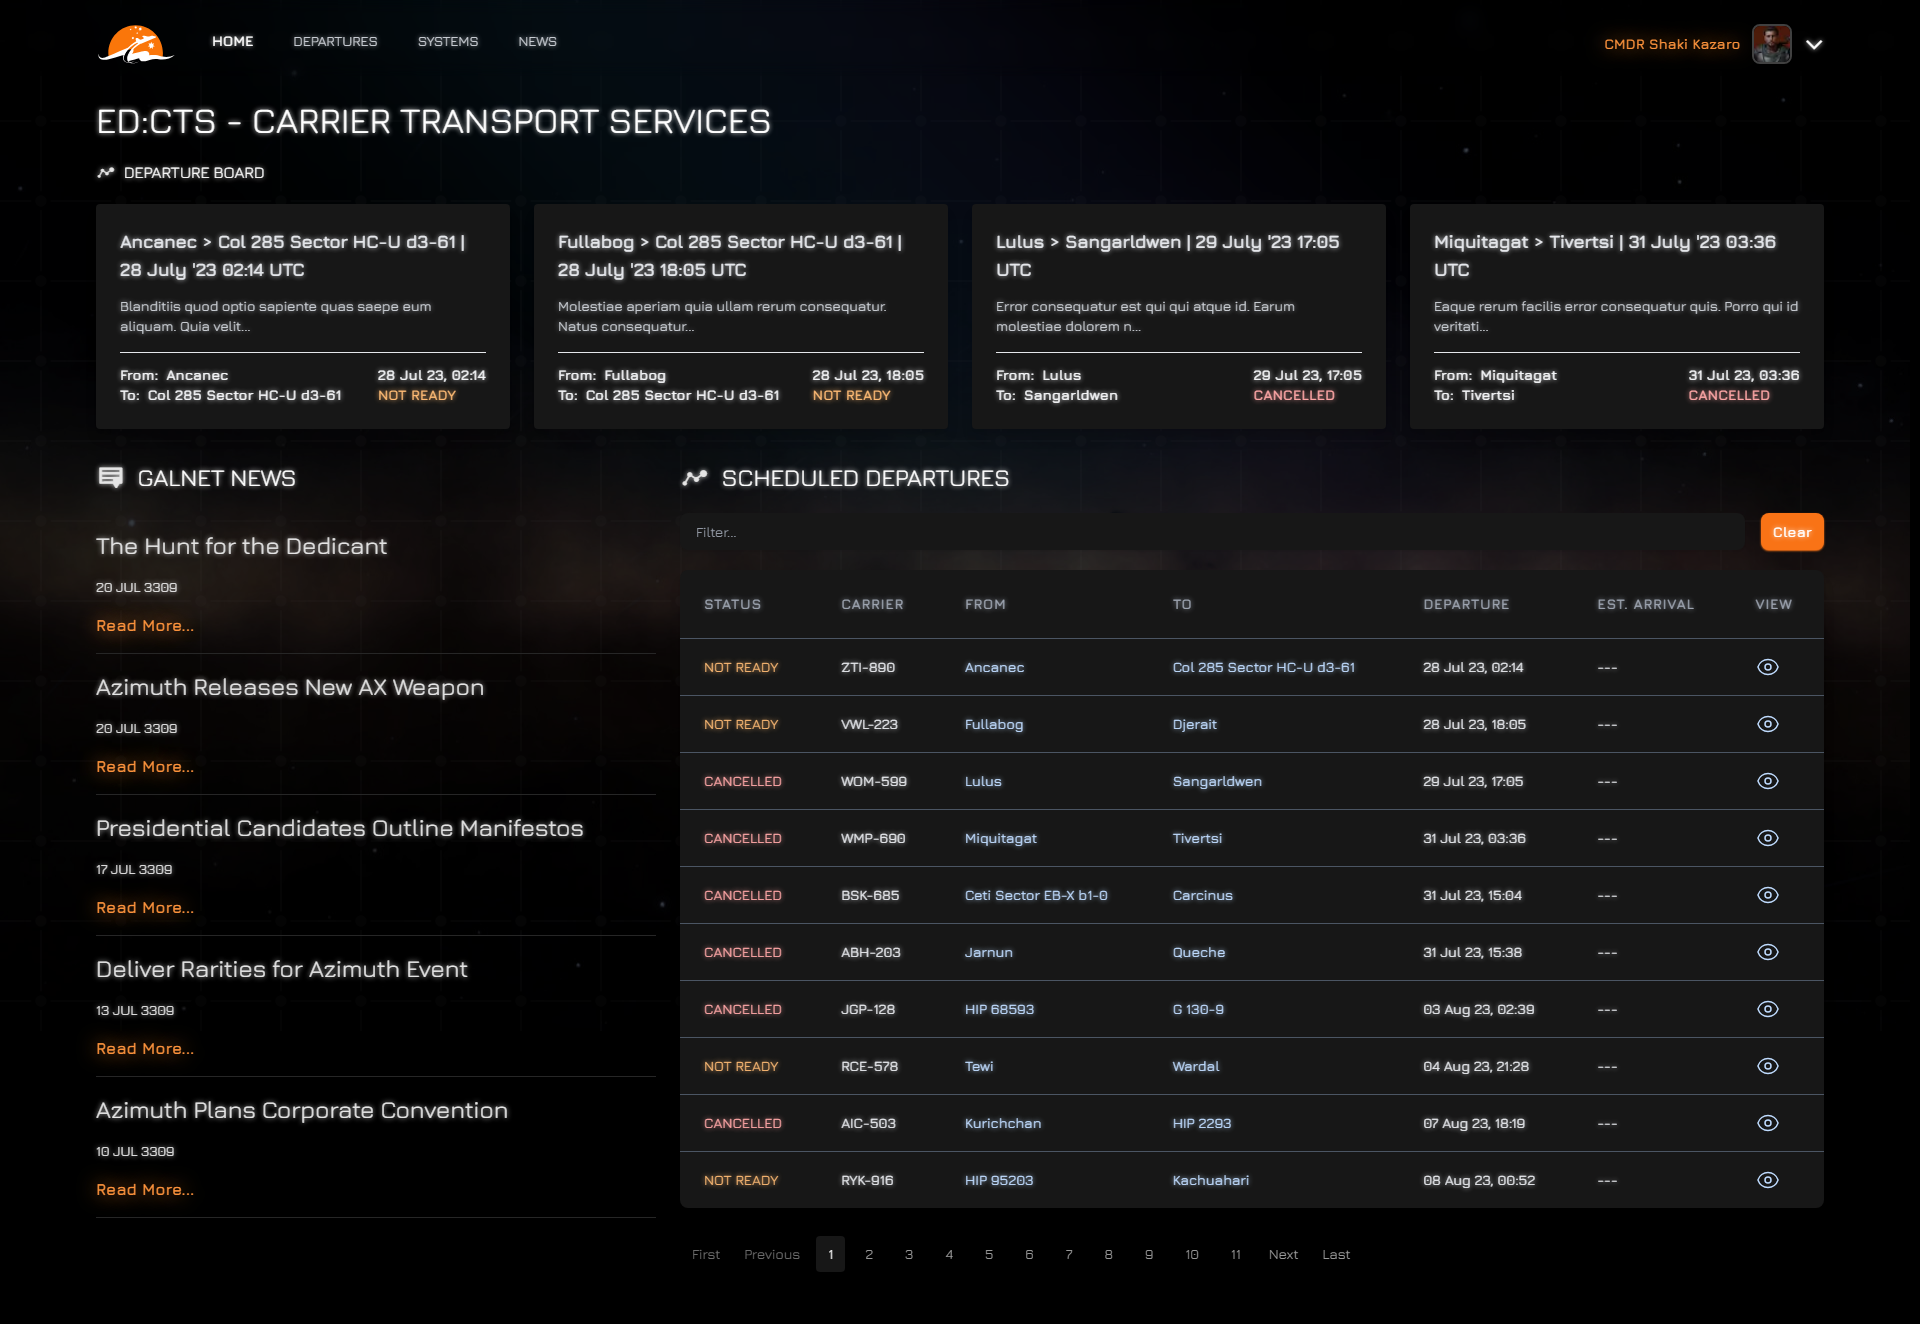 HOME DEPARTURES SYSTEMS NEWS CMDR Shaki Kazaro
ED:CTS - CARRIER TRANSPORT SERVICES
DEPARTURE BOARD
Ancanec > Col 285 Sector HC-U d3-61 |
28 July '23 02:14 UTC
Blanditiis quod optio sapiente quas saepe eum
aliquam. Quia velit...
From: Ancanec 28 Jul 23, 02:14
To: Col 285 Sector HC-U d3-61 NOT READY
Fullabog > Col 285 Sector HC-U d3-61 |
28 July '23 18:05 UTC
Molestiae aperiam quia ullam rerum consequatur.
Natus consequatur...
From: Fullabog 28 Jul 23, 18:05
To: Col 285 Sector HC-U d3-61 NOT READY
Lulus > Sangarldwen | 29 July '23 17:05
UTC
Error consequatur est qui qui atque id. Earum
molestiae dolorem n...
From: Lulus 29 Jul 23, 17:05
To: Sangarldwen CANCELLED
Miquitagat > Tivertsi | 31 July '23 03:36
UTC
Eaque rerum facilis error consequatur quis. Porro qui id
veritati...
From: Miquitagat 31 Jul 23, 03:36
To: Tivertsi CANCELLED
GALNET NEWS
The Hunt for the Dedicant
20 JUL 3309
Read More...
Azimuth Releases New AX Weapon
20 JUL 3309
Read More...
Presidential Candidates Outline Manifestos
17 JUL 3309
Read More...
Deliver Rarities for Azimuth Event
13 JUL 3309
Read More...
Azimuth Plans Corporate Convention
10 JUL 3309
Read More...
SCHEDULED DEPARTURES
Filter... Clear
STATUS CARRIER FROM TO DEPARTURE EST. ARRIVAL VIEW
NOT READY ZTI-890 Ancanec Col 285 Sector HC-U d3-61 28 Jul 23, 02:14 ---
NOT READY VWL-223 Fullabog Djerait 28 Jul 23, 18:05 ---
CANCELLED WOM-599 Lulus Sangarldwen 29 Jul 23, 17:05 ---
CANCELLED WMP-690 Miquitagat Tivertsi 31 Jul 23, 03:36 ---
CANCELLED BSK-685 Ceti Sector EB-X b1-0 Carcinus 31 Jul 23, 15:04 ---
CANCELLED ABH-203 Jarnun Queche 31 Jul 23, 15:38 ---
CANCELLED JGP-128 HIP 68593 G 130-9 03 Aug 23, 02:39 ---
NOT READY RCE-578 Tewi Wardal 04 Aug 23, 21:28 ---
CANCELLED AIC-503 Kurichchan HIP 2293 07 Aug 23, 18:19 ---
NOT READY RYK-916 HIP 95203 Kachuahari 08 Aug 23, 00:52 ---
First Previous 1 2 3 4 5 6 7 8 9 10 11 Next Last